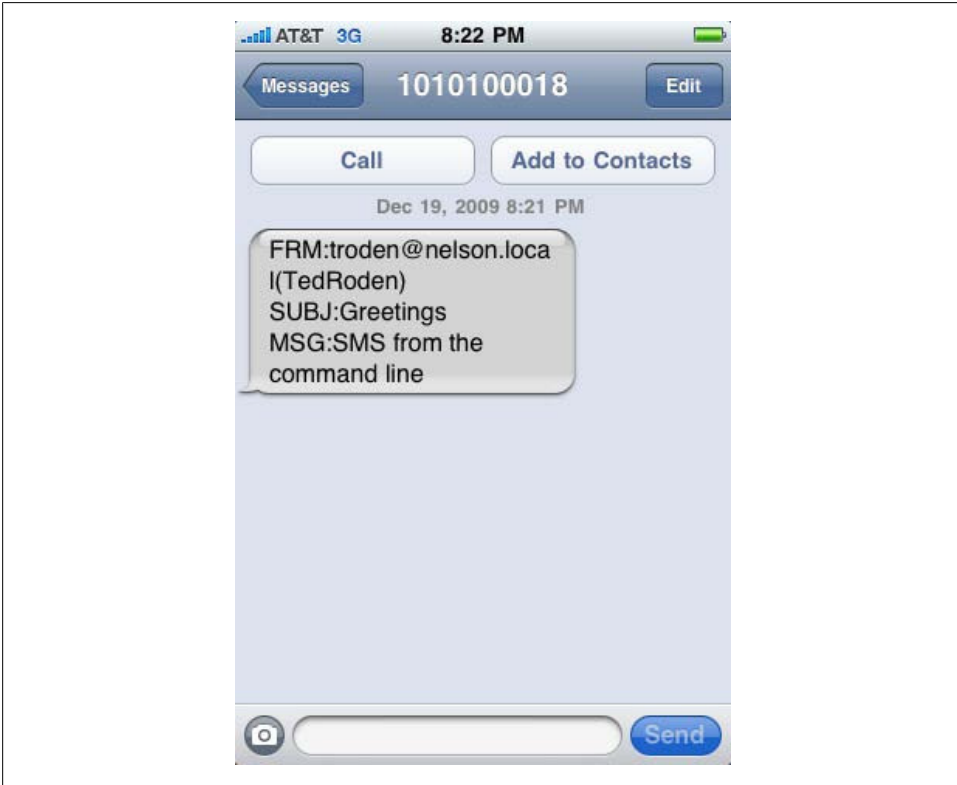 AT&T 3G 8:22 PM
Messages 1010100018 Edit
Call Add to Contacts
Dec 19, 2009 8:21 PM
FRM:troden@nelson.loca
l(TedRoden)
SUBJ:Greetings
MSG:SMS from the
command line
Send